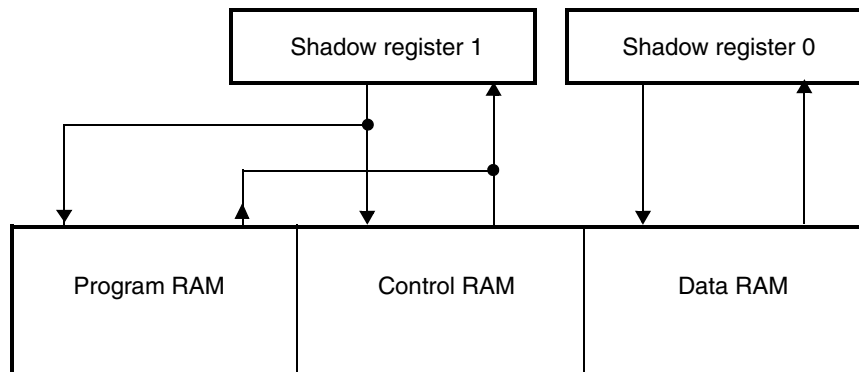 Shadow register 1
Shadow register 0
Program RAM
Control RAM
Data RAM